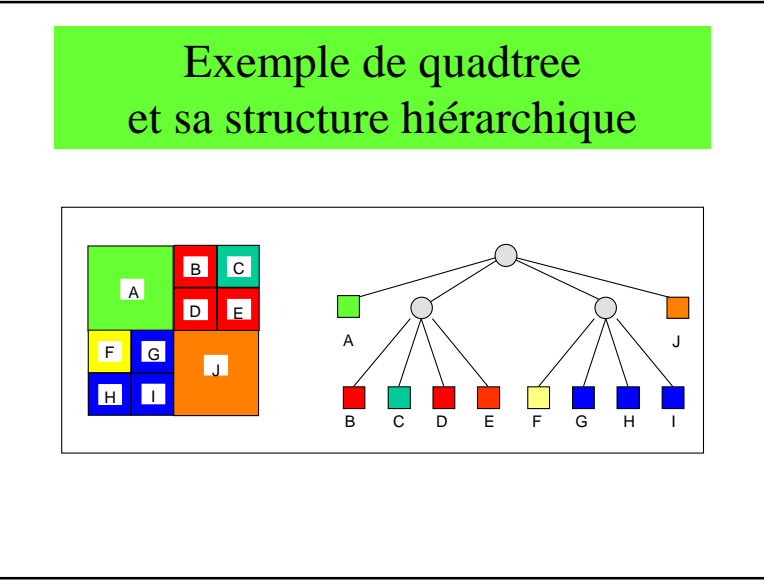 Exemple de quadtree
et sa structure hiérarchique
A
B
C
D
E
F
G
H
I
J
A
J
B C D E F G H I